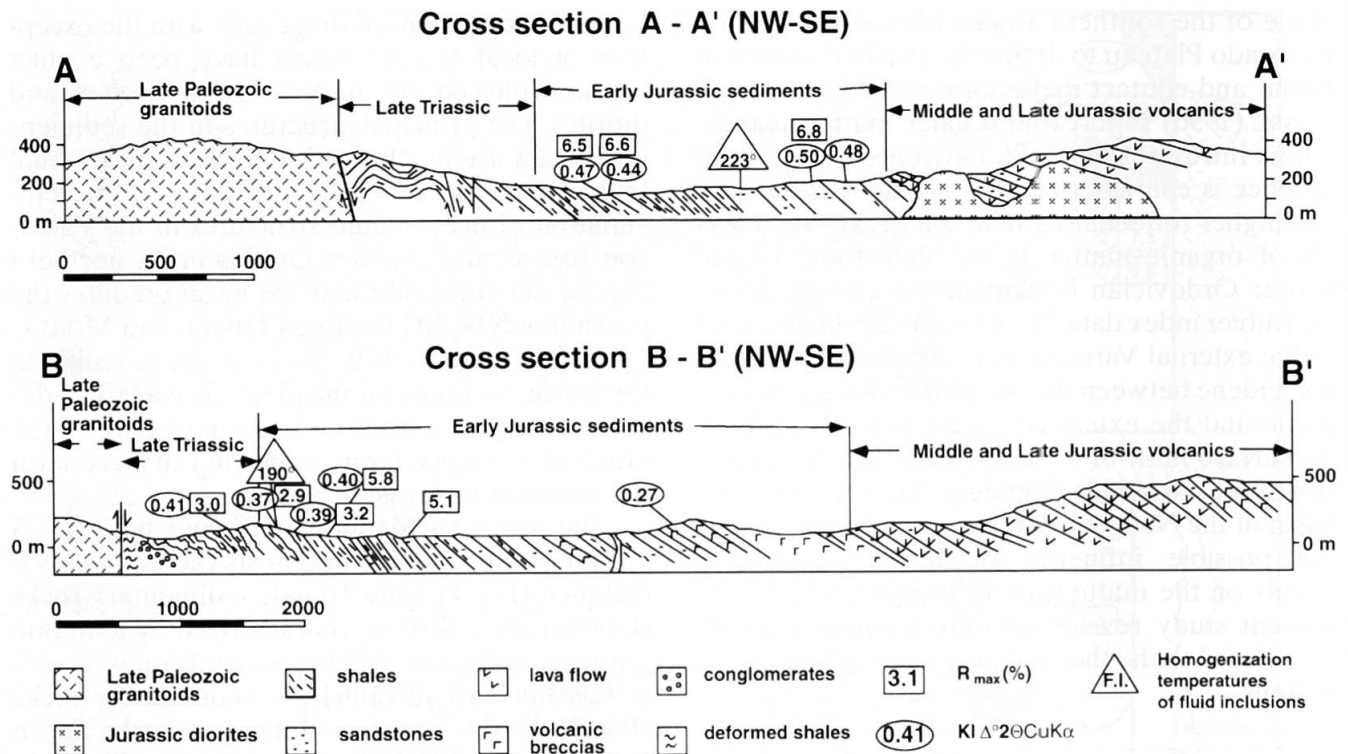 Cross section A - A' (NW-SE)
A
A'
Late Paleozoic
granitoids
Late Triassic
Early Jurassic sediments
Middle and Late Jurassic volcanics
400
200
0 m
6.5
6.6
0.47
0.44
223°
6.8
0.50
0.48
400
200
0 m
0
500
1000
Cross section B - B' (NW-SE)
B
B'
Late
Paleozoic
granitoids
Late Triassic
Early Jurassic sediments
Middle and Late Jurassic volcanics
500
0 m
0.41
3.0
190°
0.37
2.9
0.40
5.8
0.39
3.2
5.1
0.27
500
0 m
0
1000
2000
Late Paleozoic
granitoids
shales
lava flow
conglomerates
3.1
R max (%)
F.I.
Homogenization
temperatures
of fluid inclusions
Jurassic diorites
sandstones
volcanic
breccias
deformed shales
0.41
KI Δ°2ΘCuKα